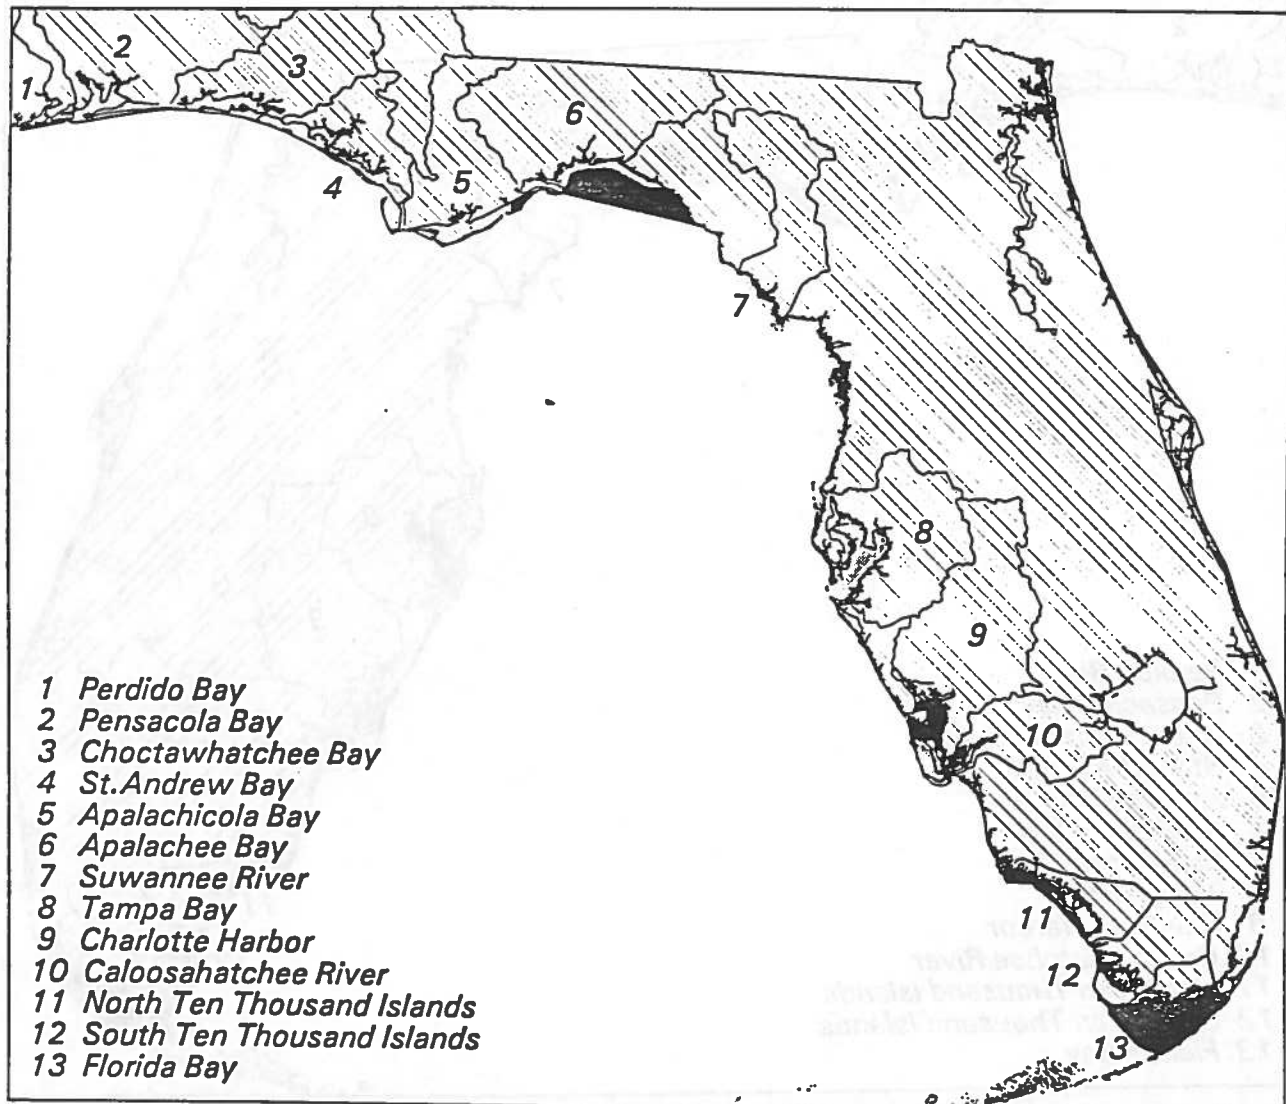 2
3
1
6
4
5
7
8
9
10
11
12
13
1 Perdido Bay
2 Pensacola Bay
3 Choctawhatchee Bay
4 St. Andrew Bay
5 Apalachicola Bay
6 Apalachee Bay
7 Suwannee River
8 Tampa Bay
9 Charlotte Harbor
10 Caloosahatchee River
11 North Ten Thousand Islands
12 South Ten Thousand Islands
13 Florida Bay